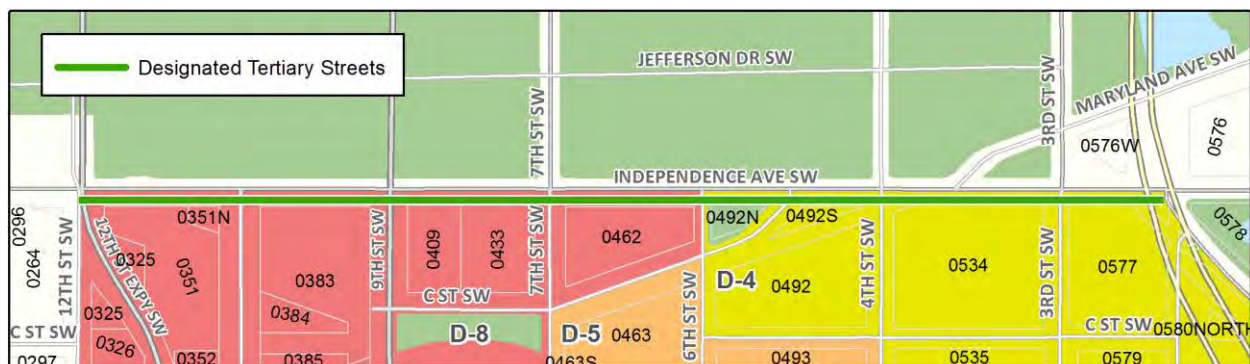 Designated Tertiary Streets
JEFFERSON DR SW
MARYLAND AVE SW
7TH ST SW
3RD ST SW
0576W
0576
INDEPENDENCE AVE SW
0296
0264
12TH ST SW
12TH ST EXPY SW
0351N
0325
0351
0383
0384
9TH ST SW
0409
0433
7TH ST SW
0462
0492N
0492S
D-4
0492
4TH ST SW
0534
3RD ST SW
0577
0578
C ST SW
0325
0326
C ST SW
D-8
D-5
0463
6TH ST SW
C ST SW
0580NORTH
0297
0352
0385
0463S
0493
0535
0579